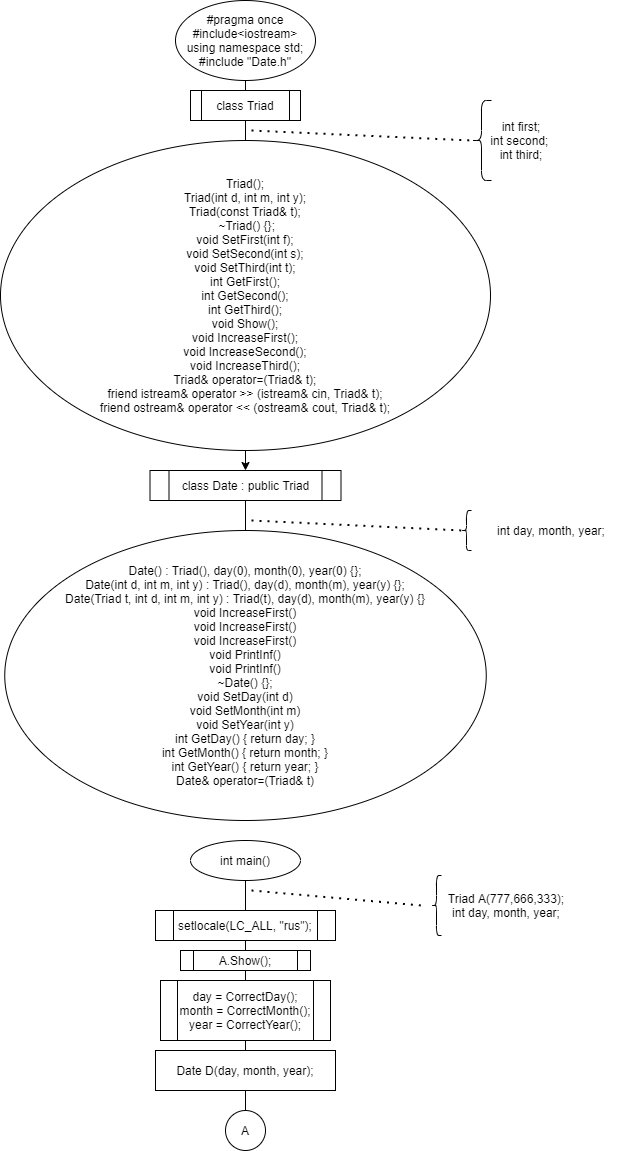 #pragma once
#include<iostream>
using namespace std;
#include "Date.h"
class Triad
int first;
int second;
int third;
Triad();
Triad(int d, int m, int y);
Triad(const Triad& t);
~Triad() {};
void SetFirst(int f);
void SetSecond(int s);
void SetThird(int t);
int GetFirst();
int GetSecond();
int GetThird();
void Show();
void IncreaseFirst();
void IncreaseSecond();
void IncreaseThird();
Triad& operator=(Triad& t);
friend istream& operator >> (istream& cin, Triad& t);
friend ostream& operator << (ostream& cout, Triad& t);
class Date : public Triad
int day, month, year;
Date() : Triad(), day(0), month(0), year(0) {};
Date(int d, int m, int y) : Triad(), day(d), month(m), year(y) {};
Date(Triad t, int d, int m, int y) : Triad(t), day(d), month(m), year(y) {}
void IncreaseFirst()
void IncreaseFirst()
void IncreaseFirst()
void PrintInf()
void PrintInf()
~Date() {};
void SetDay(int d)
void SetMonth(int m)
void SetYear(int y)
int GetDay() { return day; }
int GetMonth() { return month; }
int GetYear() { return year; }
Date& operator=(Triad& t)
int main()
Triad A(777,666,333);
int day, month, year;
setlocale(LC_ALL, "rus");
A.Show();
day = CorrectDay();
month = CorrectMonth();
year = CorrectYear();
Date D(day, month, year);
A